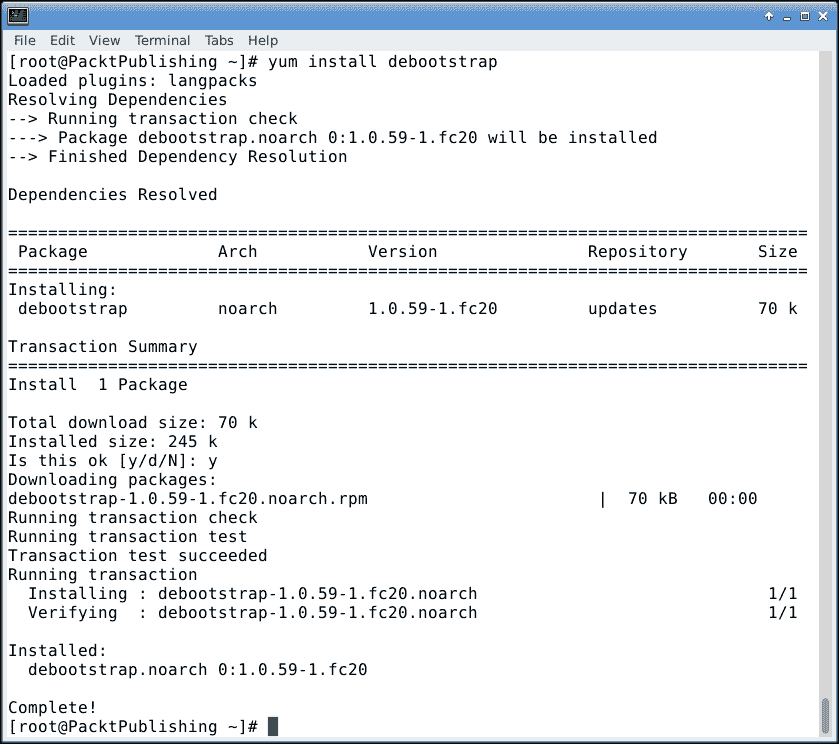 File Edit View Terminal Tabs Help
[root@PacktPublishing ~]# yum install debootstrap
Loaded plugins: langpacks
Resolving Dependencies
--> Running transaction check
---> Package debootstrap.noarch 0:1.0.59-1.fc20 will be installed
--> Finished Dependency Resolution
Dependencies Resolved
================================================================================
Package Arch Version Repository Size
================================================================================
Installing:
debootstrap noarch 1.0.59-1.fc20 updates 70 k
Transaction Summary
================================================================================
Install 1 Package
Total download size: 70 k
Installed size: 245 k
Is this ok [y/d/N]: y
Downloading packages:
debootstrap-1.0.59-1.fc20.noarch.rpm | 70 kB 00:00
Running transaction check
Running transaction test
Transaction test succeeded
Running transaction
Installing : debootstrap-1.0.59-1.fc20.noarch 1/1
Verifying : debootstrap-1.0.59-1.fc20.noarch 1/1
Installed:
debootstrap.noarch 0:1.0.59-1.fc20
Complete!
[root@PacktPublishing ~]#